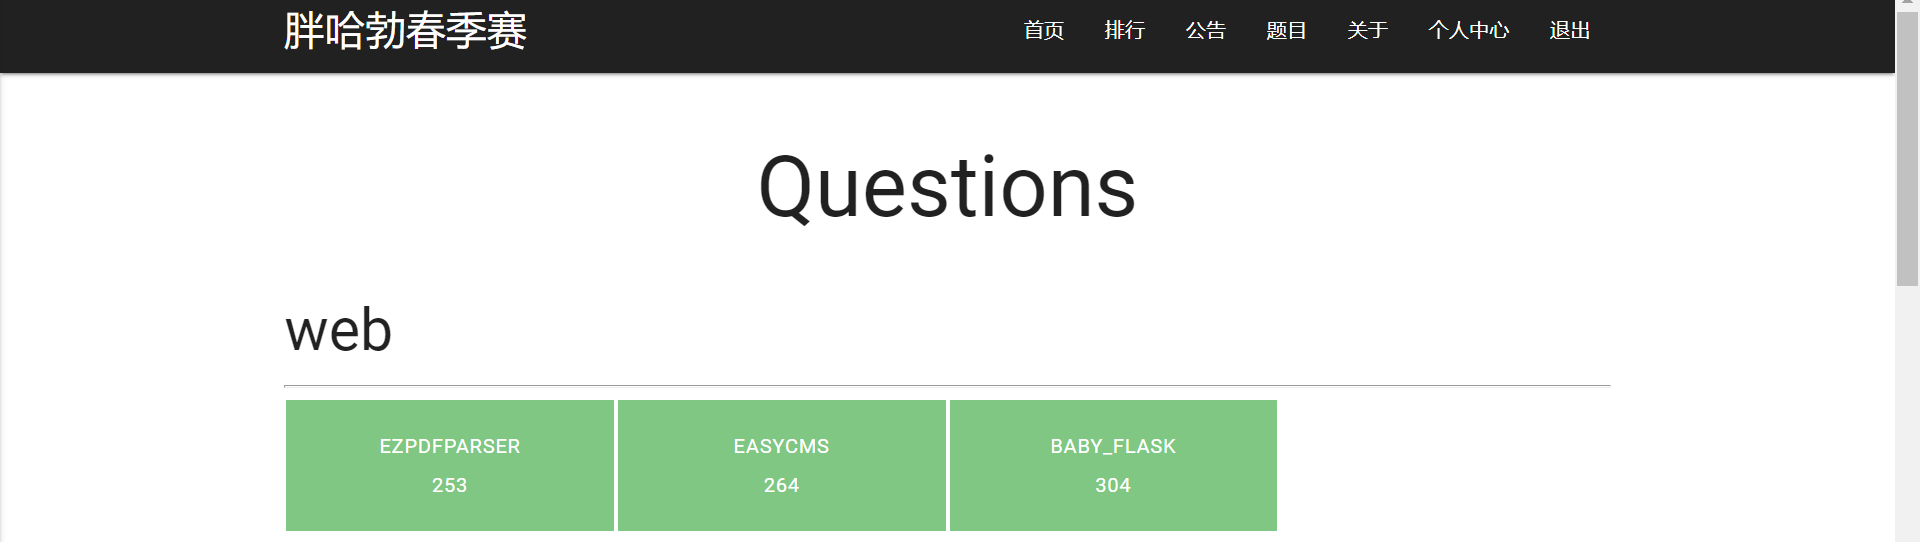 胖哈勃春季赛
首页 排行 公告 题目 关于 个人中心 退出
Questions
web
EZPDFPARSER
253
EASYCMS
264
BABY_FLASK
304